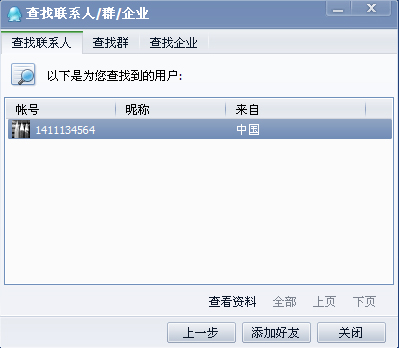 查找联系人/群/企业
查找联系人 查找群 查找企业
以下是为您查找到的用户:
帐号 昵称 来自
1411134564 中国
查看资料 全部 上页 下页
上一步 添加好友 关闭